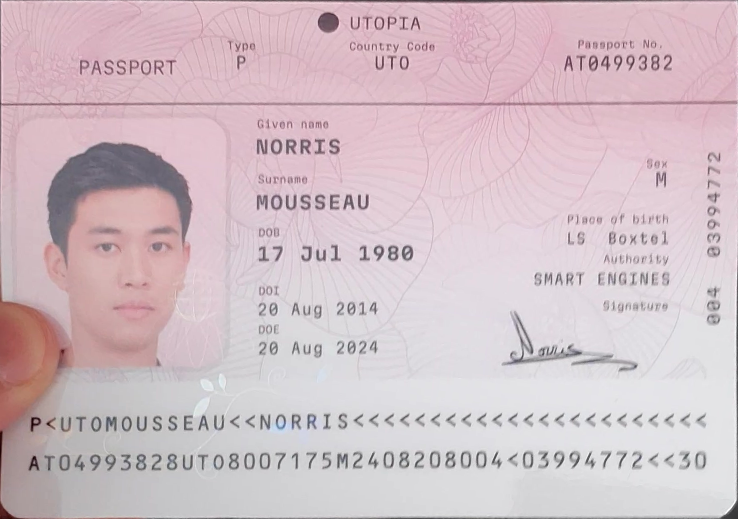 UTOPIA
PASSPORT
Type
P
Country Code
UTO
Passport No.
AT0499382
Given name
NORRIS
Surname
MOUSSEAU
DOB
17 Jul 1980
DOI
20 Aug 2014
DOE
20 Aug 2024
Sex
M
Place of birth
LS Boxtel
Authority
SMART ENGINES
Signature
Norris
004 03994772
P<UTOMOUSSEAU<<NORRIS<<<<<<<<<<<<<<<<<<<<<<<
AT04993828UTO8007175M2408208004<03994772<<30